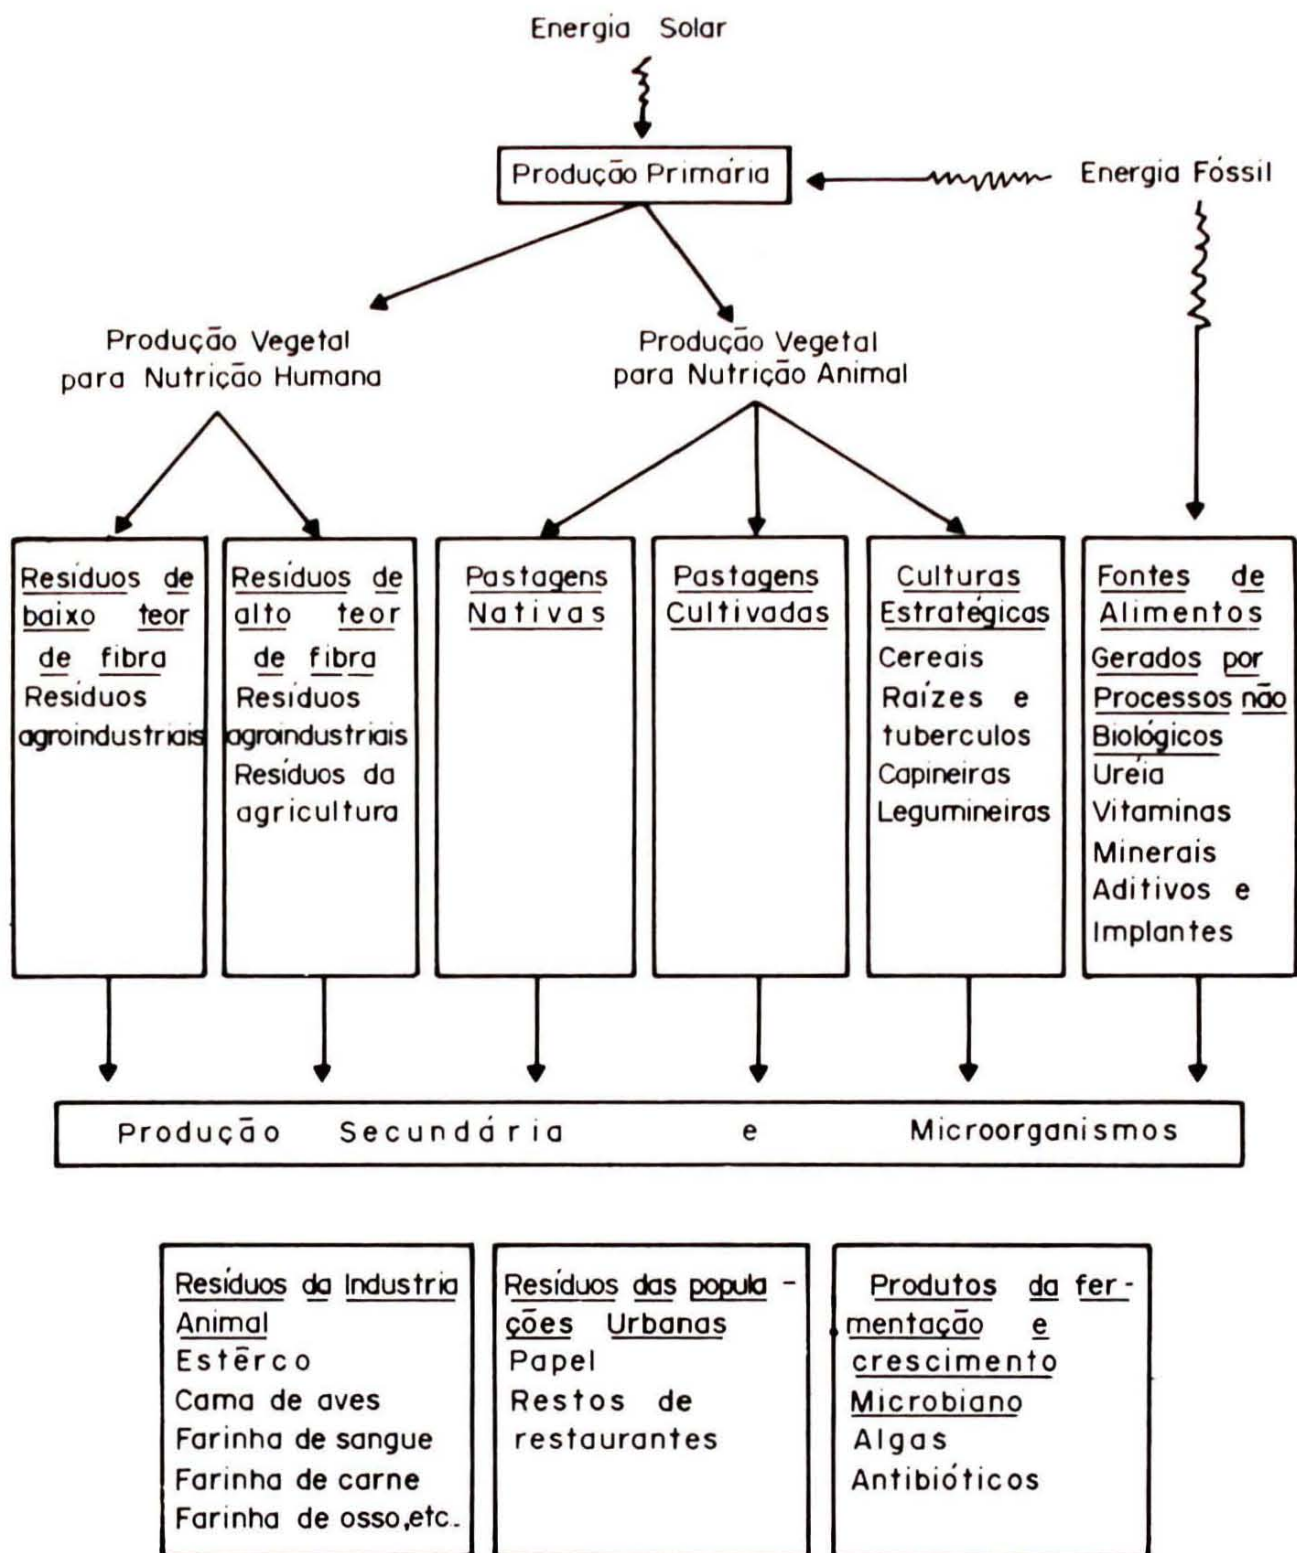 Energia Solar
Produção Primária
Energia Fóssil
Produção Vegetal
para Nutrição Humana
Produção Vegetal
para Nutrição Animal
Resíduos de
baixo teor
de fibra
Resíduos
agroindustriais
Resíduos de
alto teor
de fibra
Resíduos
agroindustriais
Resíduos da
agricultura
Pastagens
Nativas
Pastagens
Cultivadas
Culturas
Estratégicas
Cereais
Raízes e
tuberculos
Capineiras
Legumineiras
Fontes de
Alimentos
Gerados por
Processos não
Biológicos
Uréia
Vitaminas
Minerais
Aditivos e
Implantes
Produção Secundária e Microorganismos
Resíduos da Industria
Animal
Estērco
Cama de aves
Farinha de sangue
Farinha de carne
Farinha de osso,etc.
Resíduos das popula -
ções Urbanas
Papel
Restos de
restaurantes
Produtos da fer -
mentação e
crescimento
Microbiano
Algas
Antibióticos